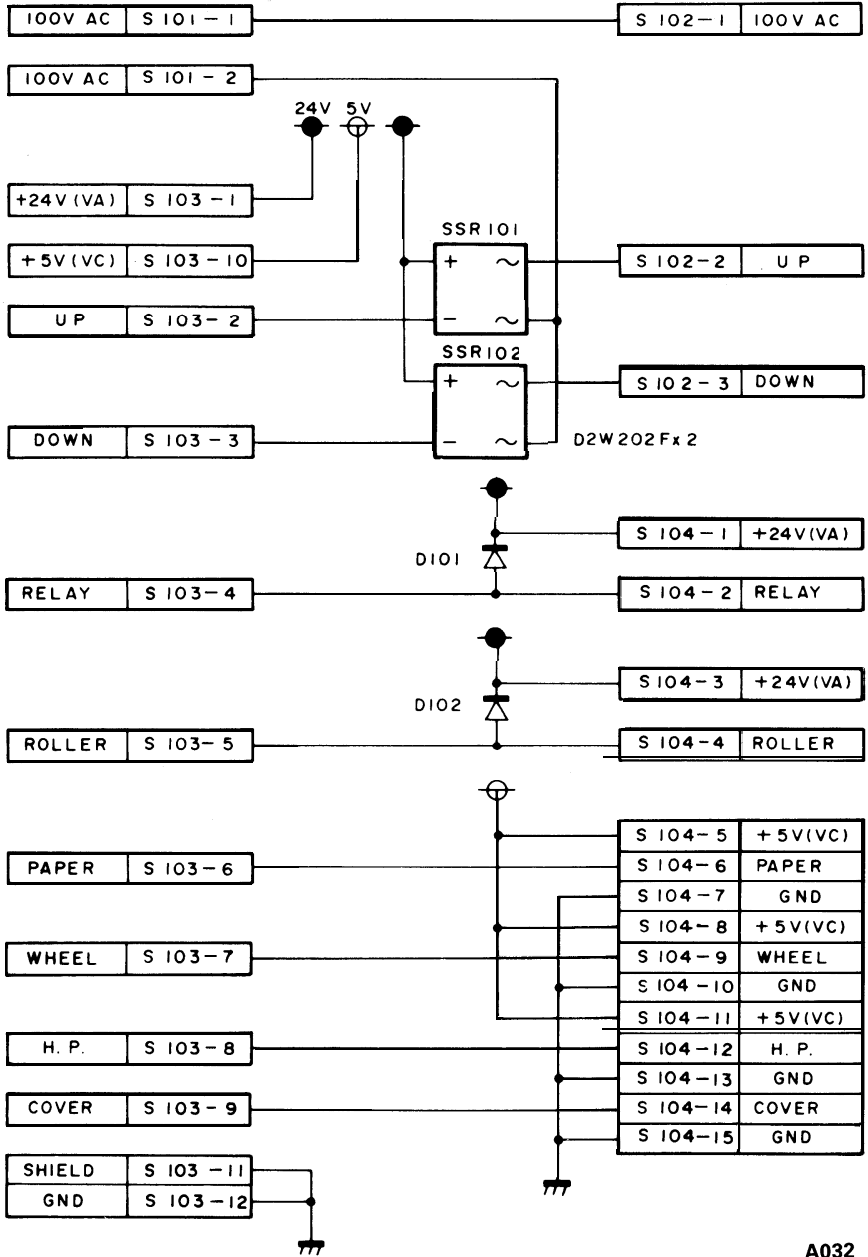 100V AC S 101-1 S 102-1 100V AC
100V AC S 101-2
24V 5V
+24V (VA) S 103-1
SSR 101
+5V (VC) S 103-10 + ~ S 102-2 UP
UP S 103-2 - ~
SSR 102
+ ~ S 102-3 DOWN
DOWN S 103-3 - ~ D2W202Fx2
S 104-1 +24V(VA)
D101
RELAY S 103-4 S 104-2 RELAY
S 104-3 +24V(VA)
D102
ROLLER S 103-5 S 104-4 ROLLER
S 104-5 +5V(VC)
PAPER S 103-6 S 104-6 PAPER
S 104-7 GND
S 104-8 +5V(VC)
WHEEL S 103-7 S 104-9 WHEEL
S 104-10 GND
S 104-11 +5V(VC)
H.P. S 103-8 S 104-12 H.P.
S 104-13 GND
COVER S 103-9 S 104-14 COVER
S 104-15 GND
SHIELD S 103-11
GND S 103-12
A032